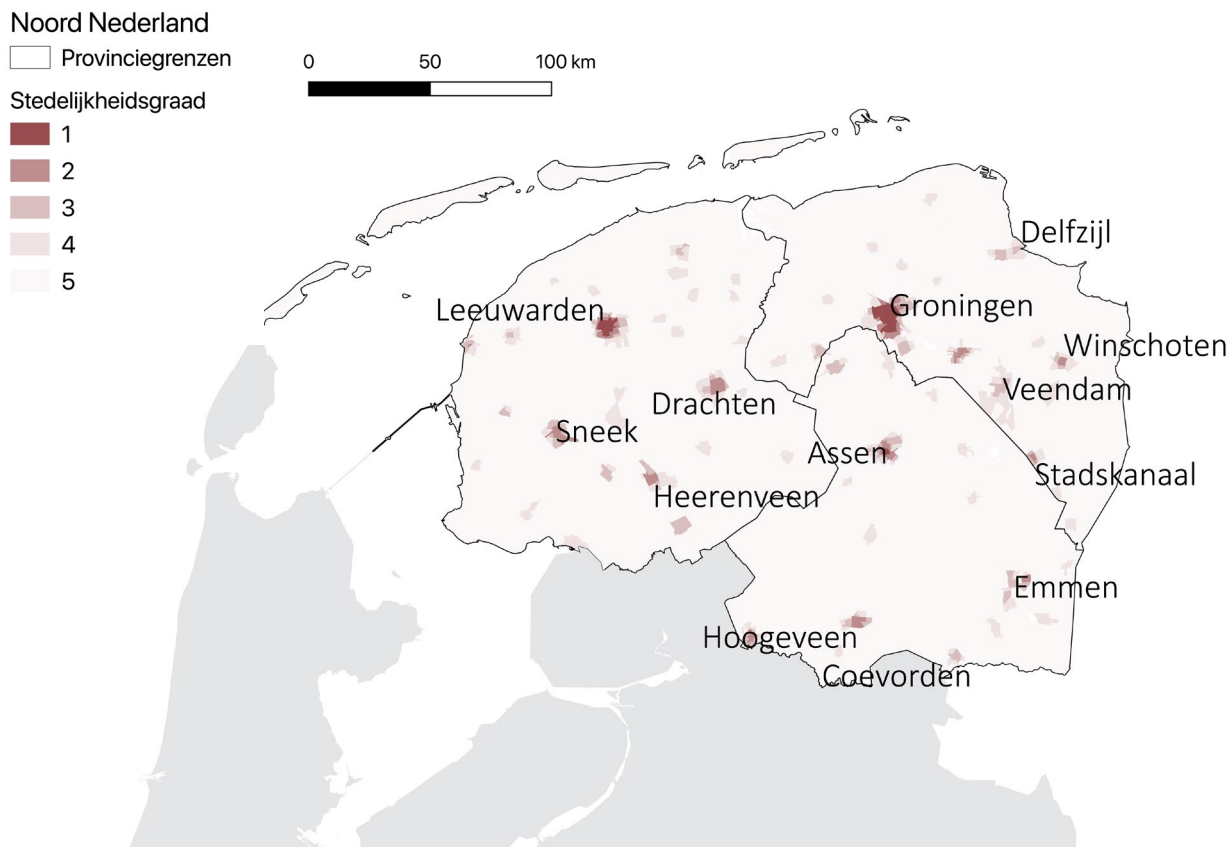 Noord Nederland
Provinciegrenzen
Stedelijkheidsgraad
1
2
3
4
5
0 50 100 km
Delfzijl
Leeuwarden
Groningen
Winschoten
Veendam
Drachten
Sneek
Assen
Stadskanaal
Heerenveen
Emmen
Hoogeveen
Coevorden